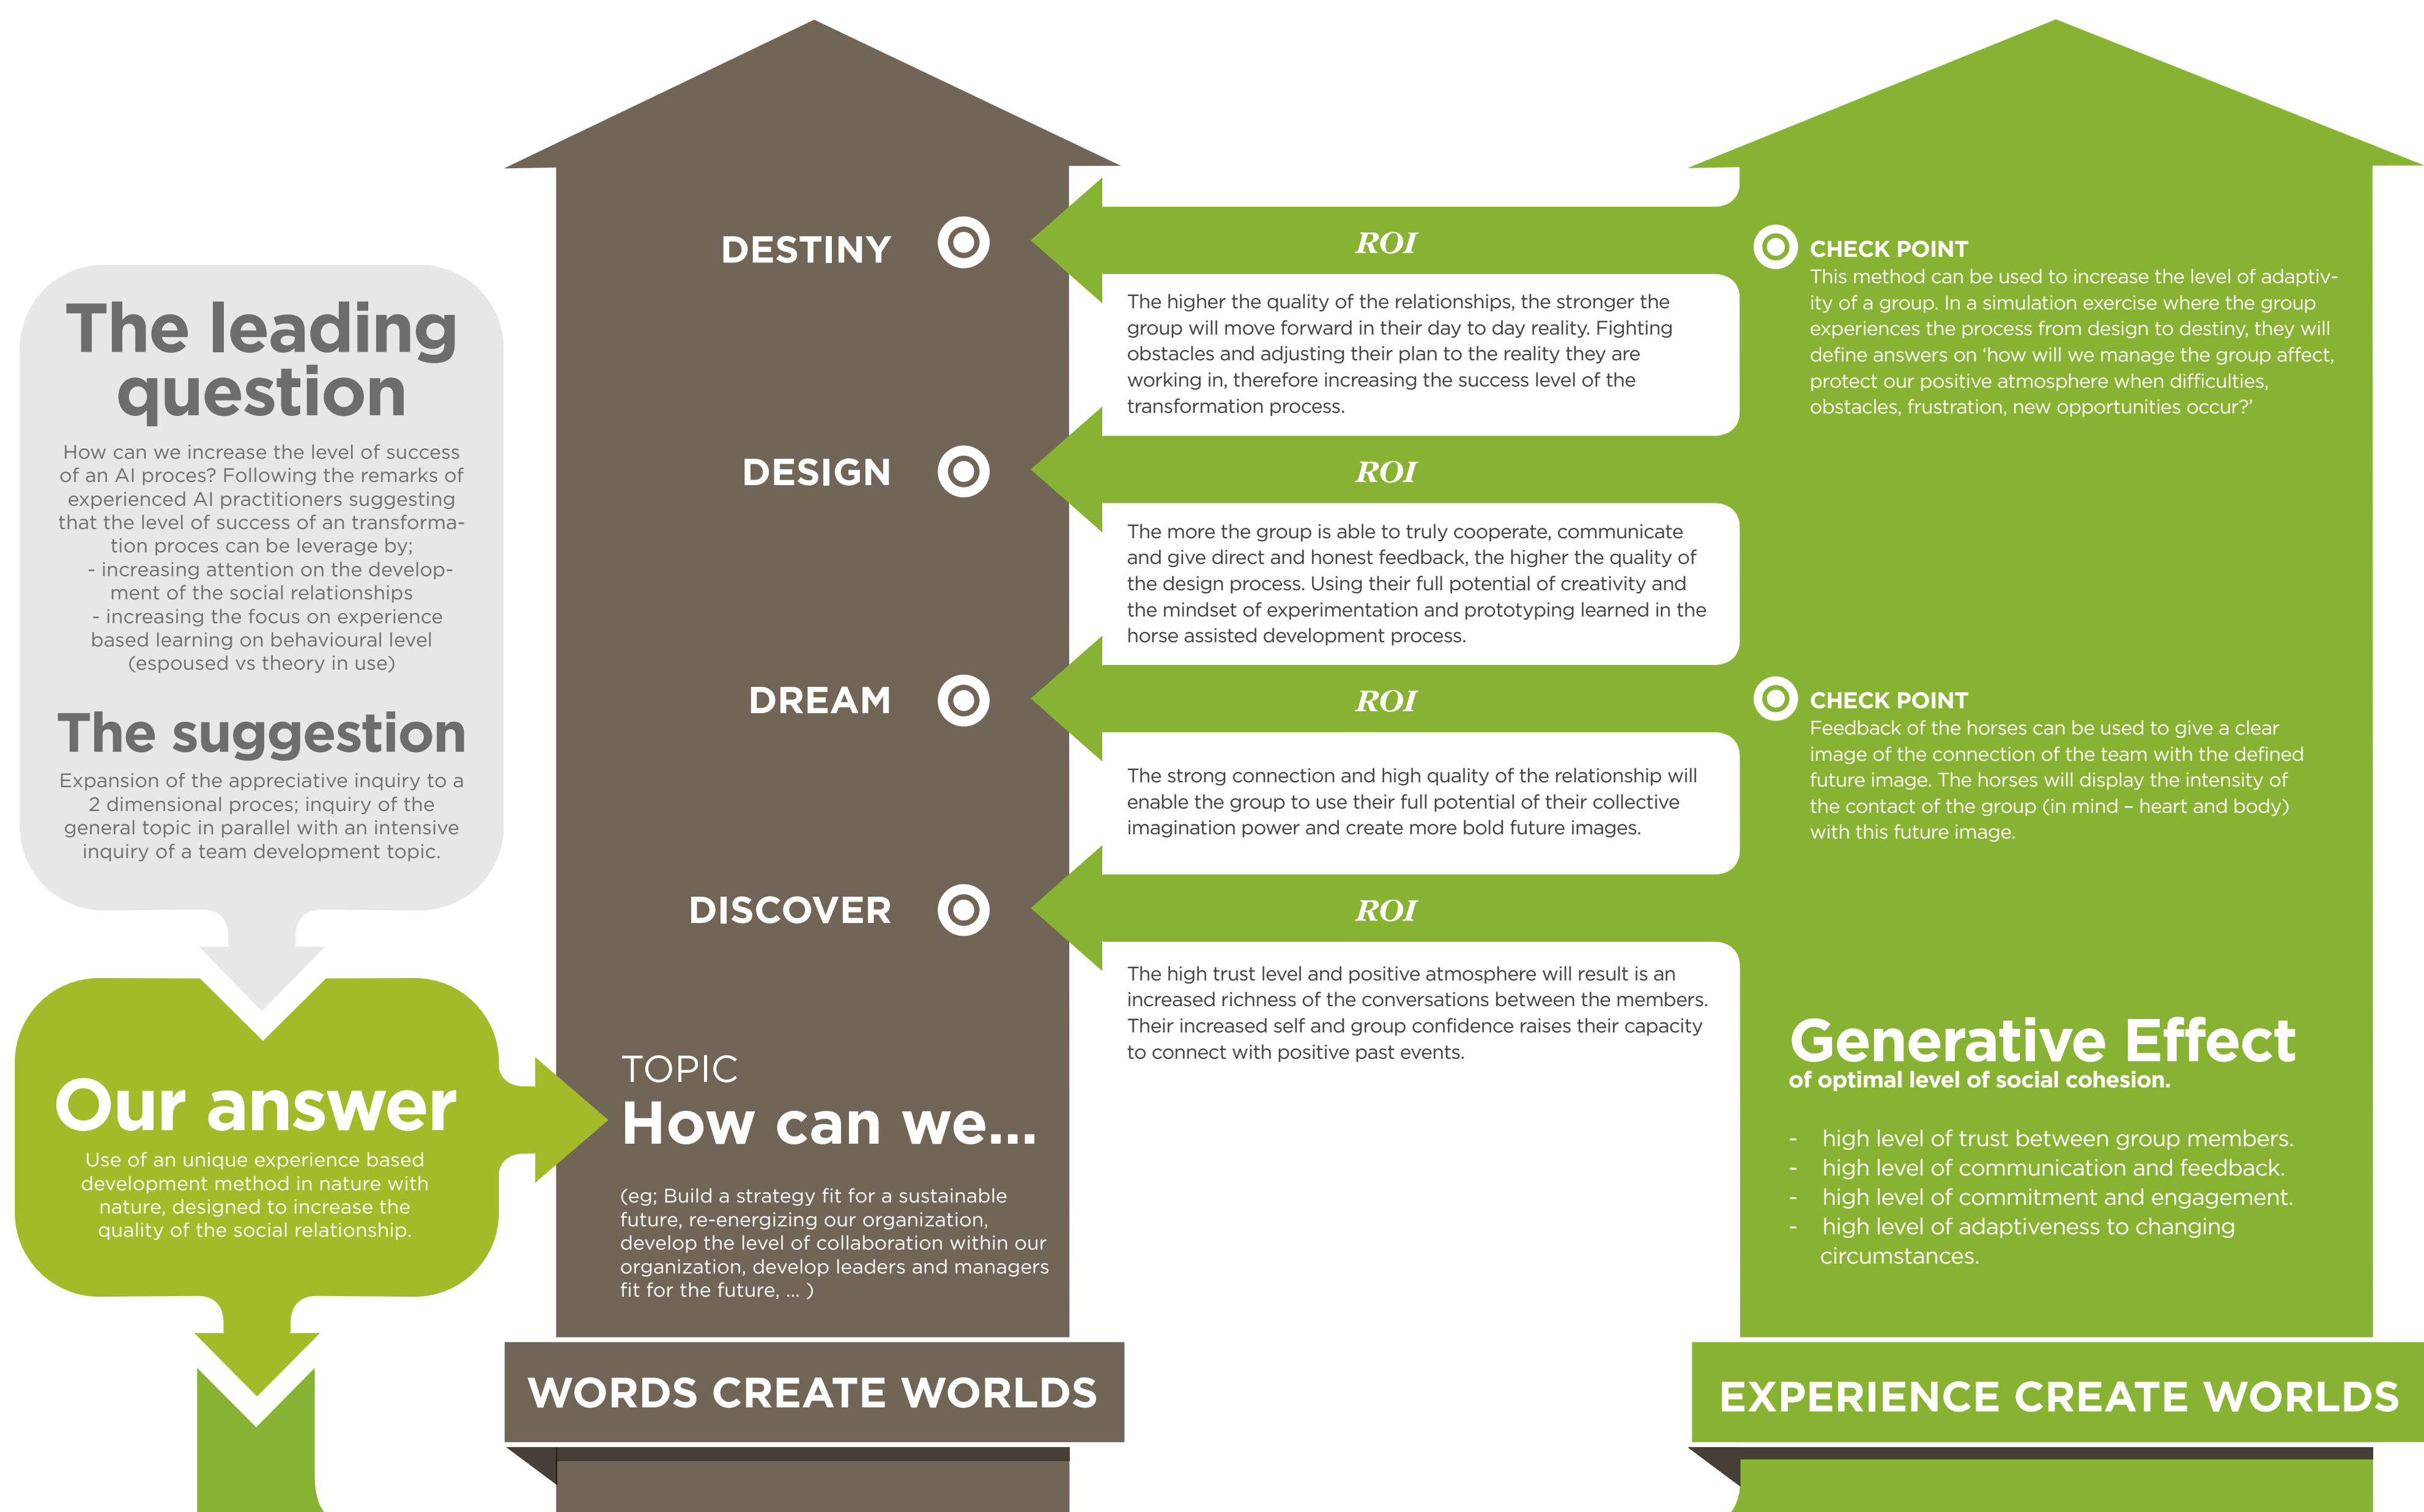 The leading
question
How can we increase the level of success
of an AI proces? Following the remarks of
experienced AI practitioners suggesting
that the level of success of an transforma-
tion proces can be leverage by;
- increasing attention on the develop-
ment of the social relationships
- increasing the focus on experience
based learning on behavioural level
(espoused vs theory in use)
The suggestion
Expansion of the appreciative inquiry to a
2 dimensional proces; inquiry of the
general topic in parallel with an intensive
inquiry of a team development topic.
Our answer
Use of an unique experience based
development method in nature with
nature, designed to increase the
quality of the social relationship.
DESTINY
DESIGN
DREAM
DISCOVER
TOPIC
How can we...
(eg; Build a strategy fit for a sustainable
future, re-energizing our organization,
develop the level of collaboration within our
organization, develop leaders and managers
fit for the future, ... )
WORDS CREATE WORLDS
ROI
The higher the quality of the relationships, the stronger the
group will move forward in their day to day reality. Fighting
obstacles and adjusting their plan to the reality they are
working in, therefore increasing the success level of the
transformation process.
ROI
The more the group is able to truly cooperate, communicate
and give direct and honest feedback, the higher the quality of
the design process. Using their full potential of creativity and
the mindset of experimentation and prototyping learned in the
horse assisted development process.
ROI
The strong connection and high quality of the relationship will
enable the group to use their full potential of their collective
imagination power and create more bold future images.
ROI
The high trust level and positive atmosphere will result is an
increased richness of the conversations between the members.
Their increased self and group confidence raises their capacity
to connect with positive past events.
CHECK POINT
This method can be used to increase the level of adaptiv-
ity of a group. In a simulation exercise where the group
experiences the process from design to destiny, they will
define answers on ‘how will we manage the group affect,
protect our positive atmosphere when difficulties,
obstacles, frustration, new opportunities occur?’
CHECK POINT
Feedback of the horses can be used to give a clear
image of the connection of the team with the defined
future image. The horses will display the intensity of
the contact of the group (in mind – heart and body)
with this future image.
Generative Effect
of optimal level of social cohesion.
- high level of trust between group members.
- high level of communication and feedback.
- high level of commitment and engagement.
- high level of adaptiveness to changing
circumstances.
EXPERIENCE CREATE WORLDS